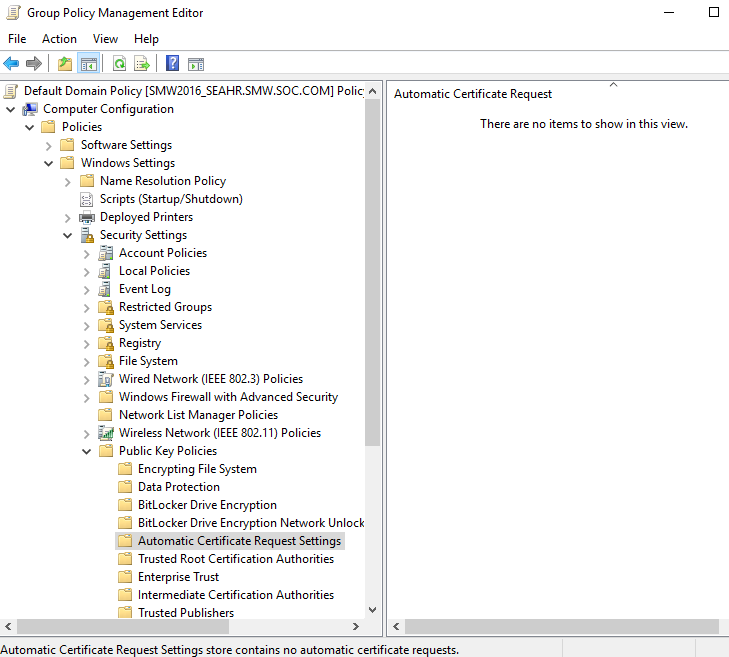 Group Policy Management Editor
File Action View Help
Default Domain Policy [SMW2016_SEAHR.SMW.SOC.COM] Polic
Computer Configuration
Policies
Software Settings
Windows Settings
Name Resolution Policy
Scripts (Startup/Shutdown)
Deployed Printers
Security Settings
Account Policies
Local Policies
Event Log
Restricted Groups
System Services
Registry
File System
Wired Network (IEEE 802.3) Policies
Windows Firewall with Advanced Security
Network List Manager Policies
Wireless Network (IEEE 802.11) Policies
Public Key Policies
Encrypting File System
Data Protection
BitLocker Drive Encryption
BitLocker Drive Encryption Network Unlock
Automatic Certificate Request Settings
Trusted Root Certification Authorities
Enterprise Trust
Intermediate Certification Authorities
Trusted Publishers
Automatic Certificate Request
There are no items to show in this view.
Automatic Certificate Request Settings store contains no automatic certificate requests.